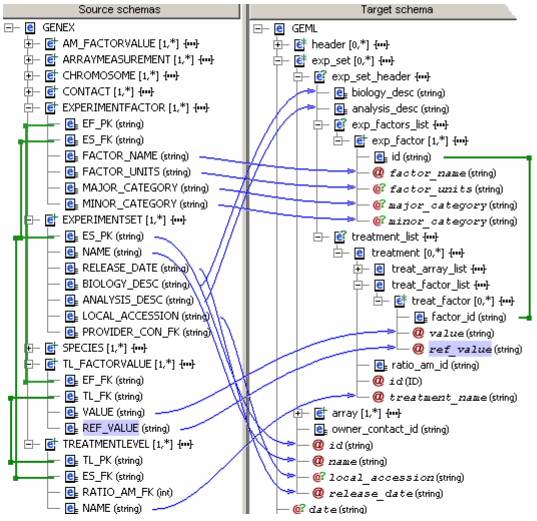 Source schemas
GENEX
AM_FACTORVALUE [1,*] {...}
ARRAYMEASUREMENT [1,*] {...}
CHROMOSOME [1,*] {...}
CONTACT [1,*] {...}
EXPERIMENTFACTOR [1,*] {...}
EF_PK (string)
ES_FK (string)
FACTOR_NAME (string)
FACTOR_UNITS (string)
MAJOR_CATEGORY (string)
MINOR_CATEGORY (string)
EXPERIMENTSET [1,*] {...}
ES_PK (string)
NAME (string)
RELEASE_DATE (string)
BIOLOGY_DESC (string)
ANALYSIS_DESC (string)
LOCAL_ACCESSION (string)
PROVIDER_CON_FK (string)
SPECIES [1,*] {...}
TL_FACTORVALUE [1,*] {...}
EF_FK (string)
TL_FK (string)
VALUE (string)
REF_VALUE (string)
TREATMENTLEVEL [1,*] {...}
TL_PK (string)
ES_FK (string)
RATIO_AM_FK (int)
NAME (string)
Target schema
GEML
header [0,*] {...}
exp_set [0,*] {...}
exp_set_header {...}
biology_desc (string)
analysis_desc (string)
exp_factors_list {...}
exp_factor [1,*] {...}
id (string)
factor_name (string)
factor_units (string)
major_category (string)
minor_category (string)
treatment_list {...}
treatment [0,*] {...}
treat_array_list {...}
treat_factor_list {...}
treat_factor [0,*] {...}
factor_id (string)
value (string)
ref_value (string)
ratio_am_id (string)
id (ID)
treatment_name (string)
array [1,*] {...}
owner_contact_id (string)
id (string)
name (string)
local_accession (string)
release_date (string)
date (string)